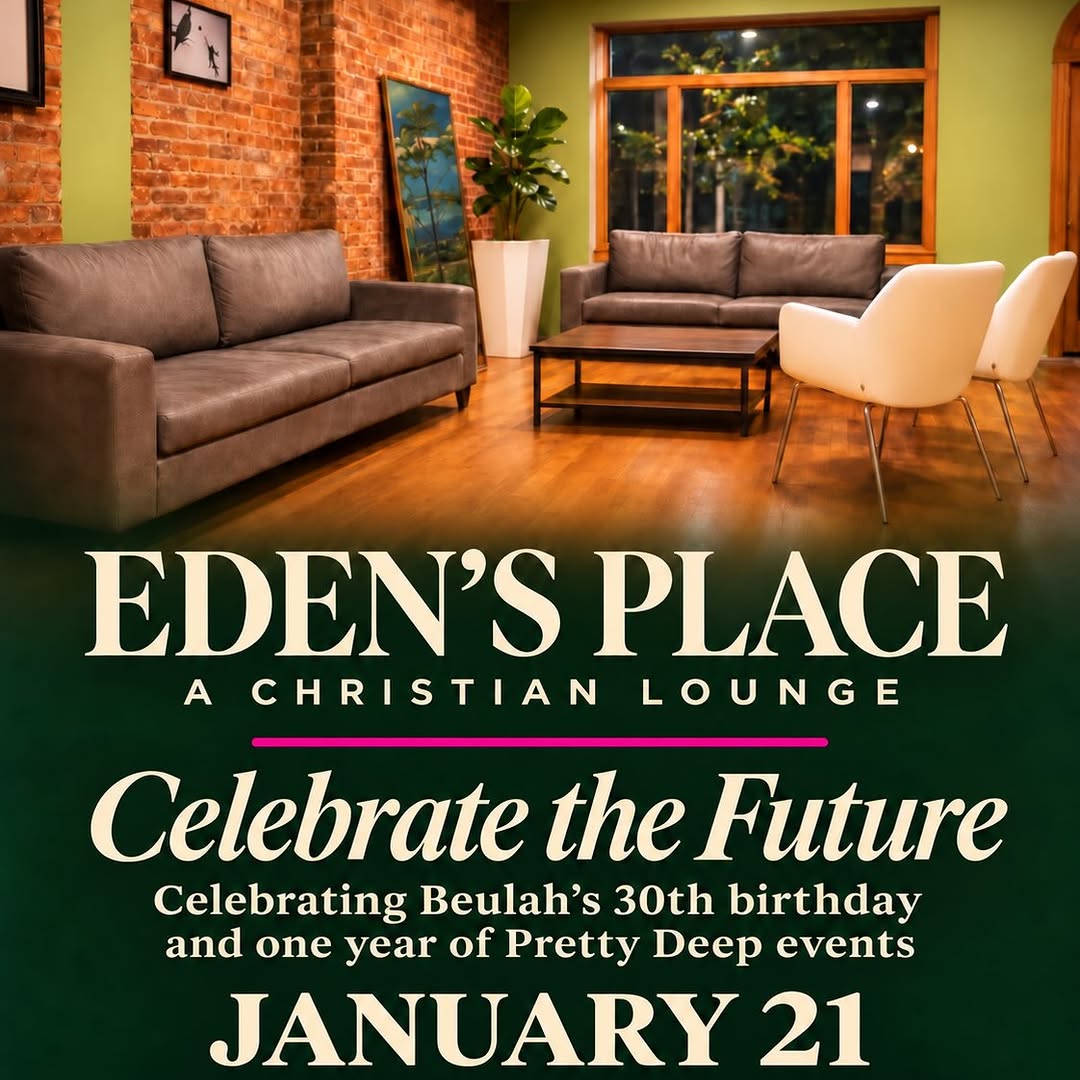 EDEN'S PLACE
A CHRISTIAN LOUNGE
Celebrate the Future
Celebrating Beulah's 30th birthday
and one year of Pretty Deep events
JANUARY 21